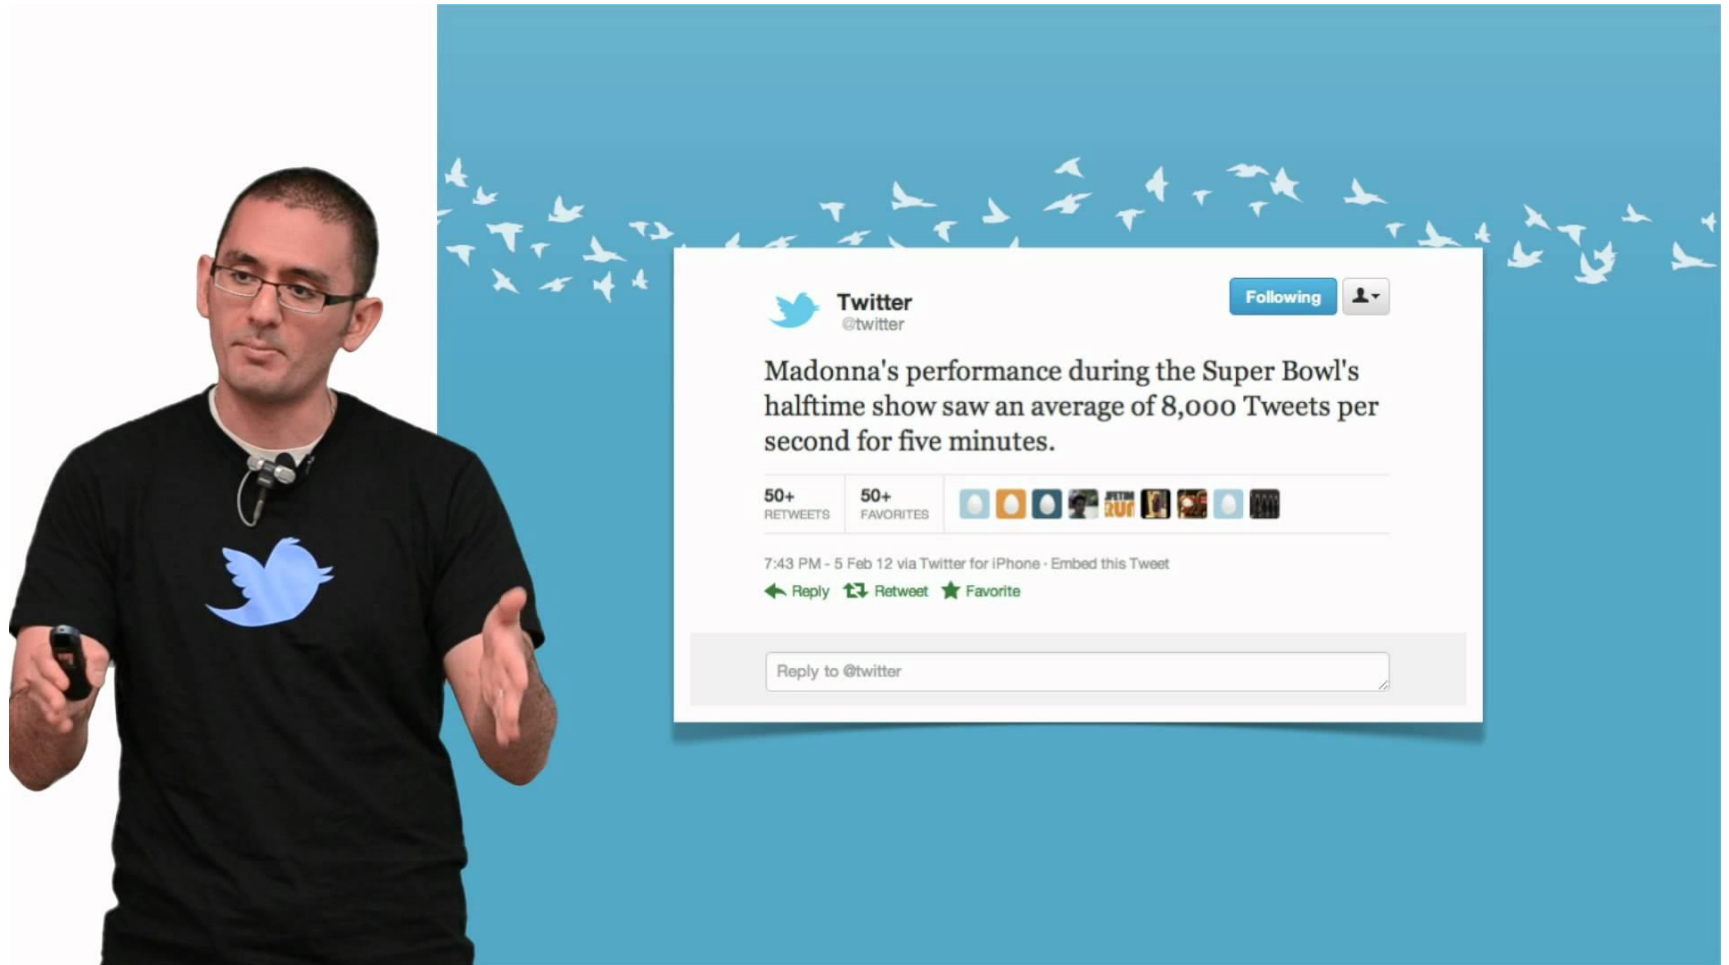 Twitter
@twitter
Following
Madonna's performance during the Super Bowl's
halftime show saw an average of 8,000 Tweets per
second for five minutes.
50+
RETWEETS
50+
FAVORITES
7:43 PM - 5 Feb 12 via Twitter for iPhone · Embed this Tweet
Reply Retweet Favorite
Reply to @twitter